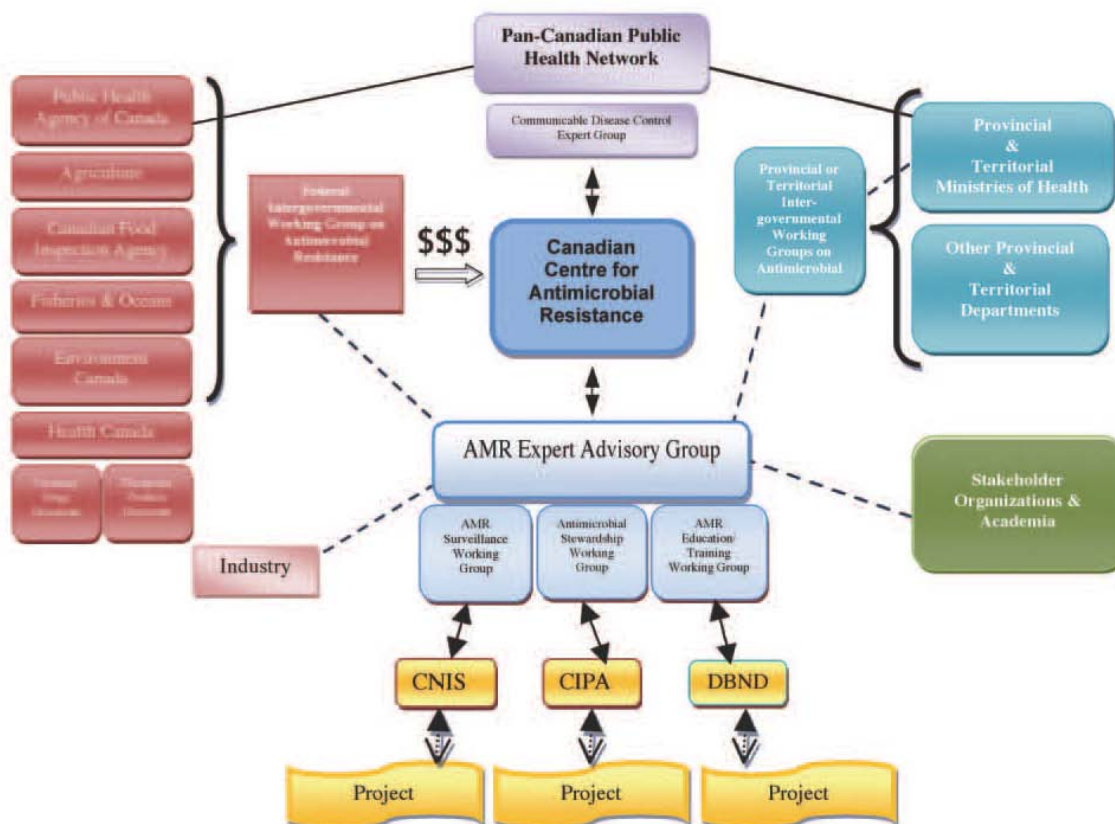 Pan-Canadian Public
Health Network
Communicable Disease Control
Expert Group
Public Health
Agency of Canada
Agriculture
Canadian Food
Inspection Agency
Fisheries & Oceans
Environment
Canada
Health Canada
Federal
Intergovernmental
Working Group on
Antimicrobial
Resistance
$$$
Canadian
Centre for
Antimicrobial
Resistance
Provincial or
Territorial
Inter-
governmental
Working
Groups on
Antimicrobial
Provincial
&
Territorial
Ministries of Health
Other Provincial
&
Territorial
Departments
AMR Expert Advisory Group
AMR
Surveillance
Working
Group
Antimicrobial
Stewardship
Working
Group
AMR
Education/
Training
Working Group
Industry
Stakeholder
Organizations &
Academia
CNIS
CIPA
DBND
Project
Project
Project